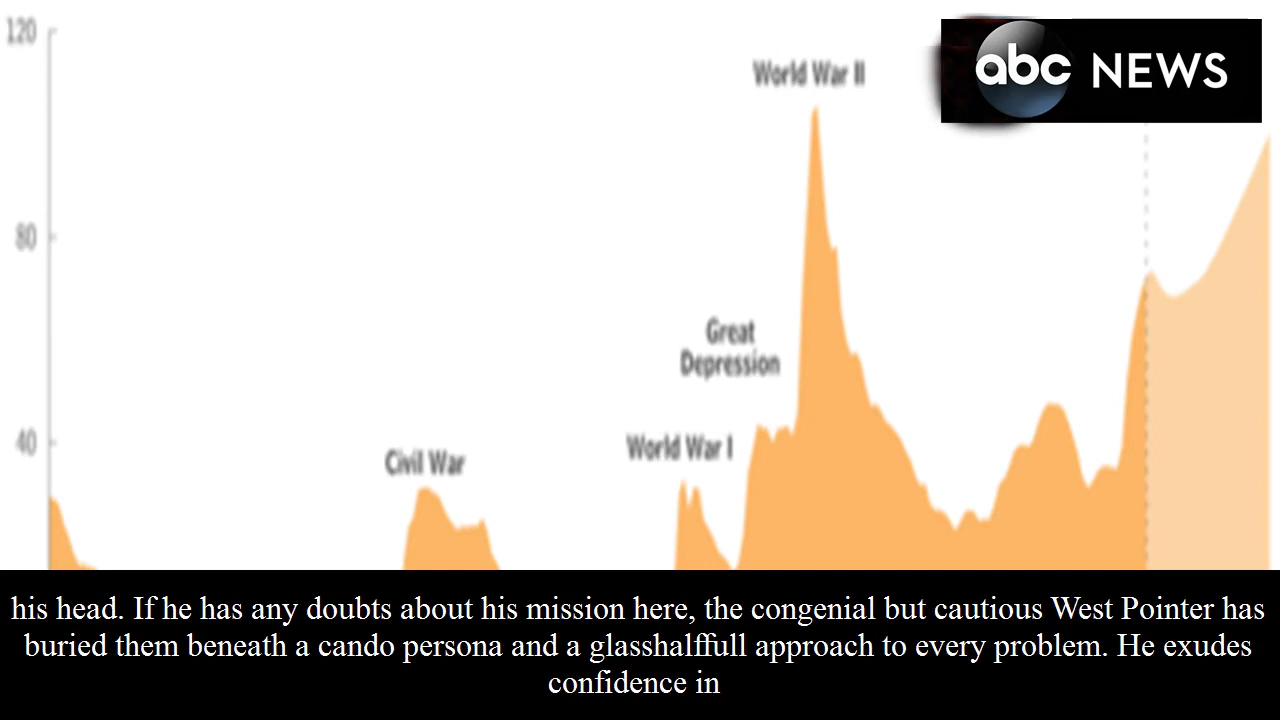 120
World War II
abc NEWS
80
Great
Depression
40
World War I
Civil War
his head. If he has any doubts about his mission here, the congenial but cautious West Pointer has
buried them beneath a cando persona and a glasshalffull approach to every problem. He exudes
confidence in